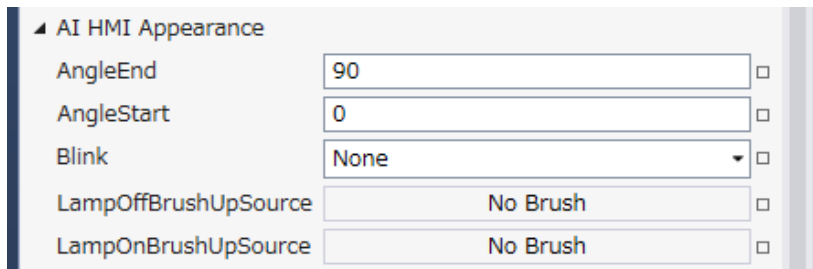 AI HMI Appearance
AngleEnd 90
AngleStart 0
Blink None
LampOffBrushUpSource No Brush
LampOnBrushUpSource No Brush